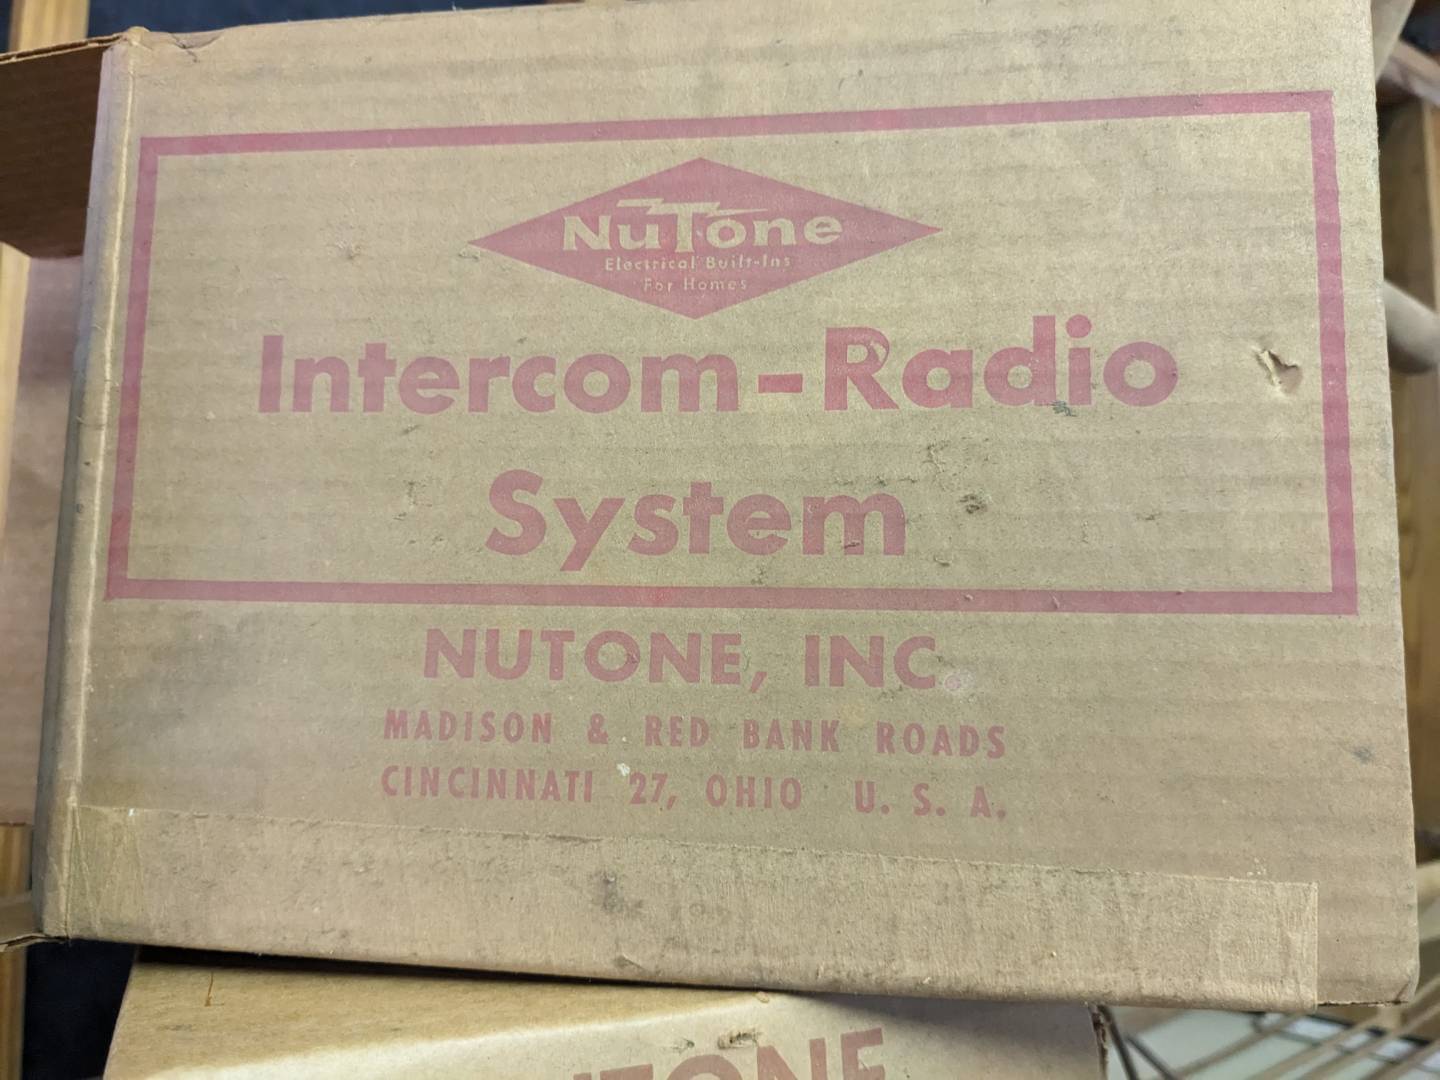 NuTone
Electrical Built-Ins
For Homes
Intercom-Radio
System
NUTONE, INC.
MADISON & RED BANK ROADS
CINCINNATI 27, OHIO U. S. A.